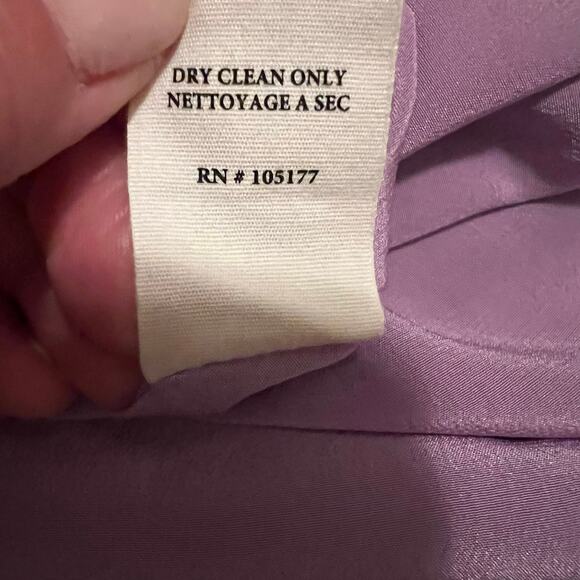 DRY CLEAN ONLY
NETTOYAGE A SEC
RN # 105177